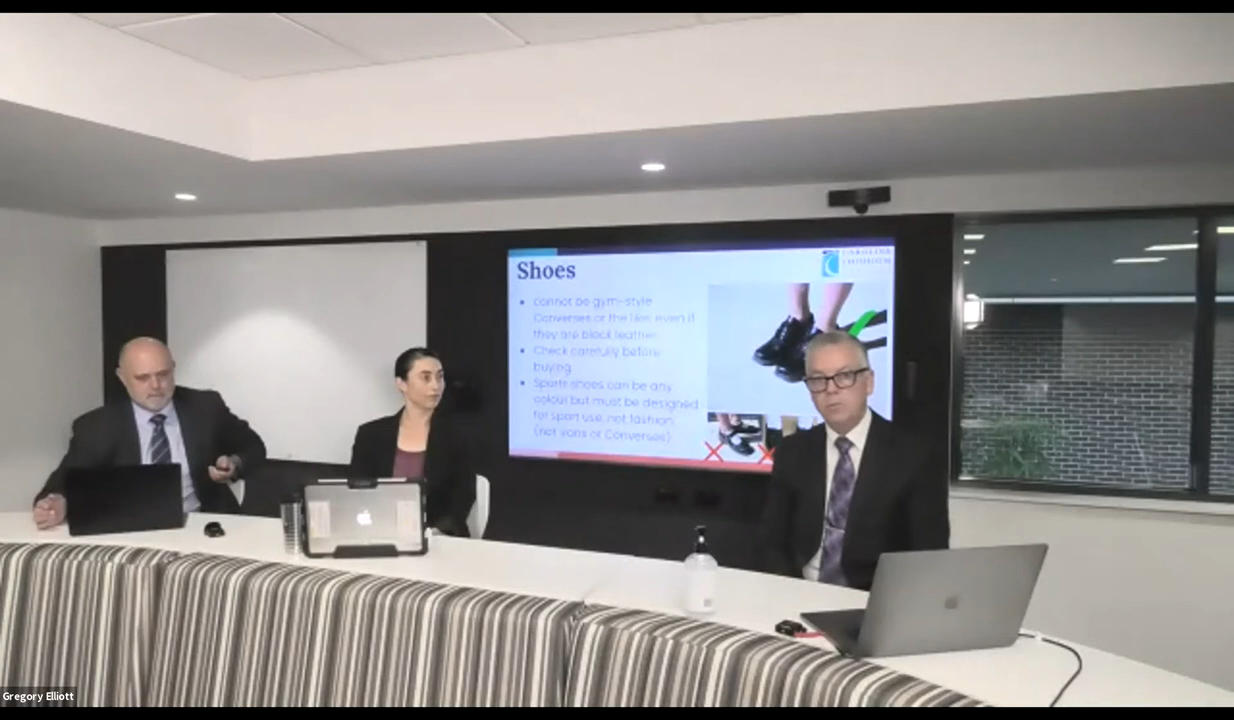 Shoes
cannot be gym-style
Converses or the like, even if
they are black leather.
Check carefully before
buying
Sports shoes can be any
colour but must be designed
for sport use, not fashion
(not Vans or Converses)
CAROLINE
CHISHOLM
Gregory Elliott